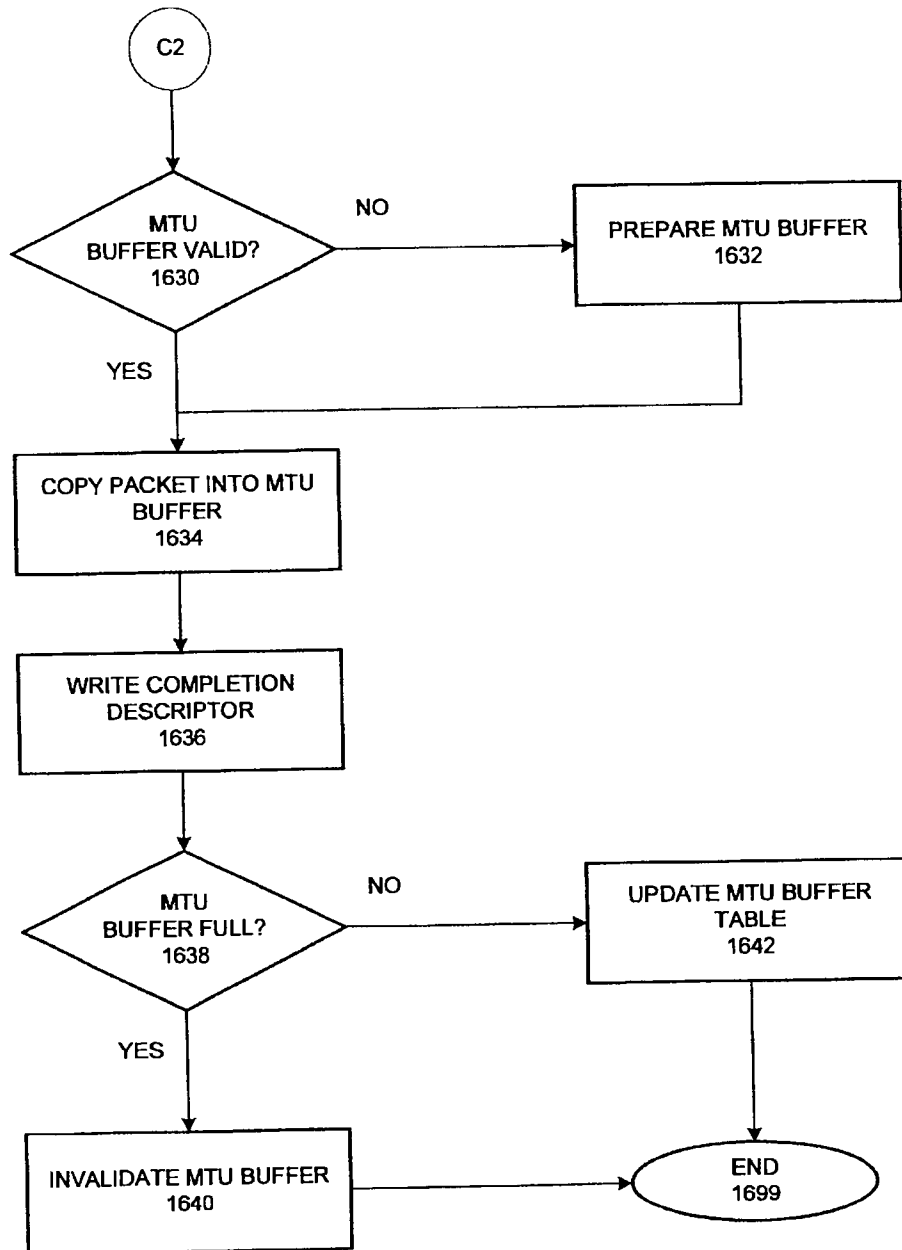 C2
MTU
BUFFER VALID?
1630
NO
PREPARE MTU BUFFER
1632
YES
COPY PACKET INTO MTU
BUFFER
1634
WRITE COMPLETION
DESCRIPTOR
1636
MTU
BUFFER FULL?
1638
NO
UPDATE MTU BUFFER
TABLE
1642
YES
INVALIDATE MTU BUFFER
1640
END
1699